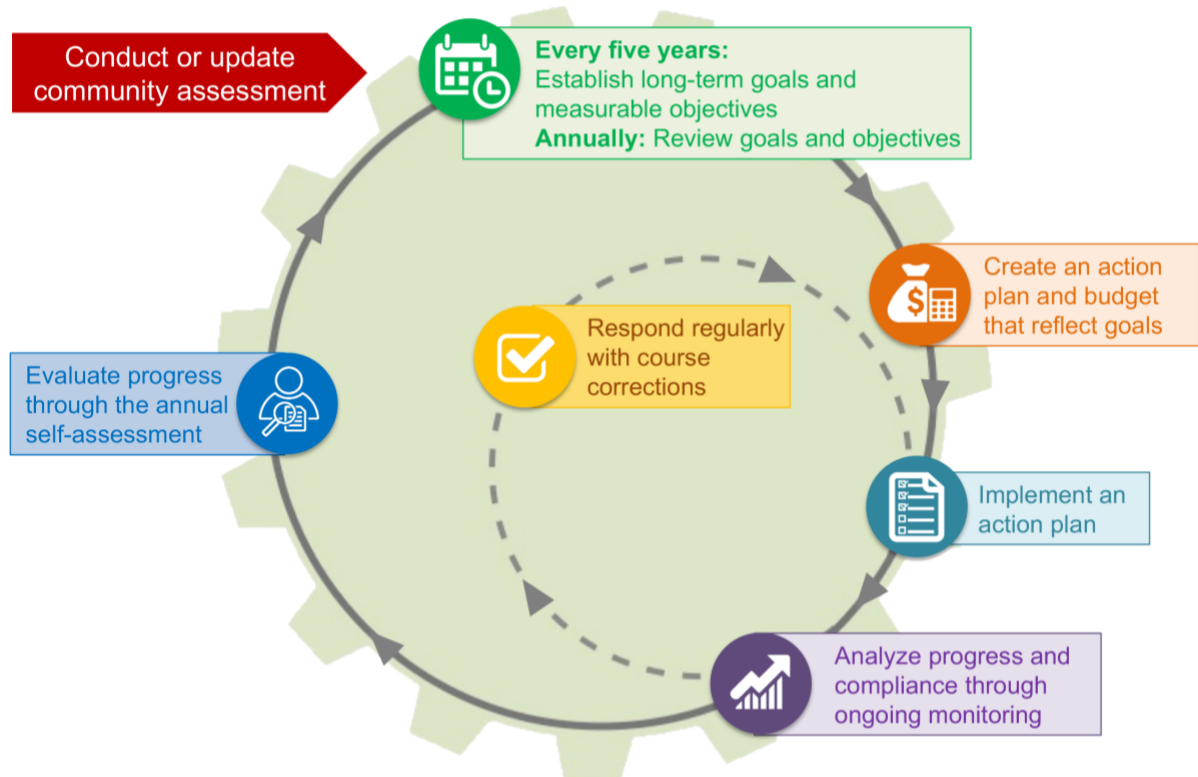 Conduct or update
community assessment
Every five years:
Establish long-term goals and
measurable objectives
Annually: Review goals and objectives
Create an action
plan and budget
that reflect goals
$
Respond regularly
with course
corrections
Evaluate progress
through the annual
self-assessment
Implement an
action plan
Analyze progress and
compliance through
ongoing monitoring